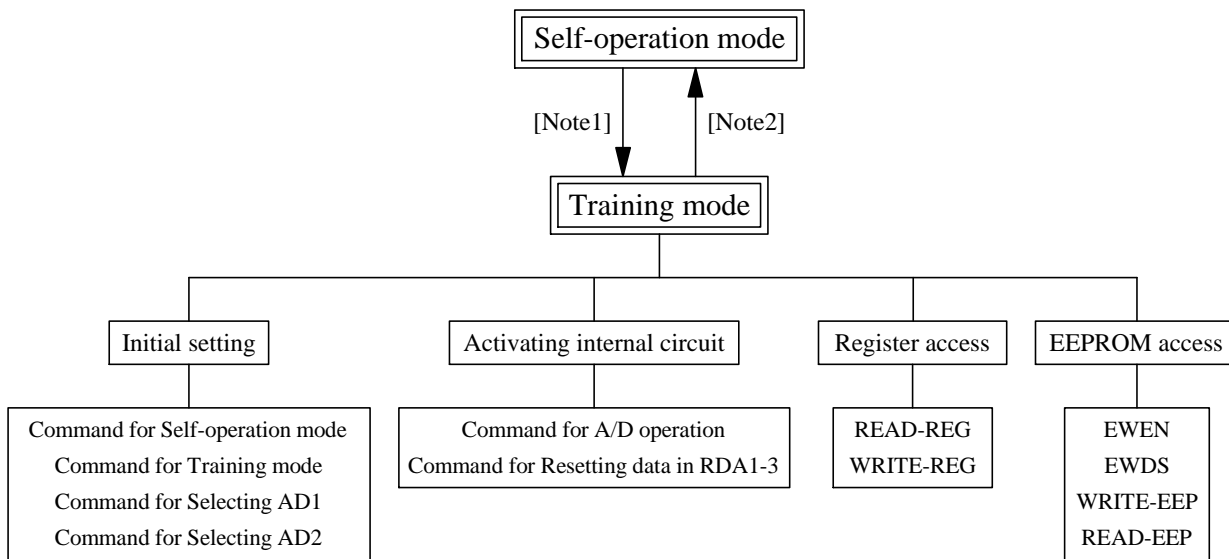 Self-operation mode
[Note1]
[Note2]
Training mode
Initial setting
Activating internal circuit
Register access
EEPROM access
Command for Self-operation mode
Command for Training mode
Command for Selecting AD1
Command for Selecting AD2
Command for A/D operation
Command for Resetting data in RDA1-3
READ-REG
WRITE-REG
EWEN
EWDS
WRITE-EEP
READ-EEP